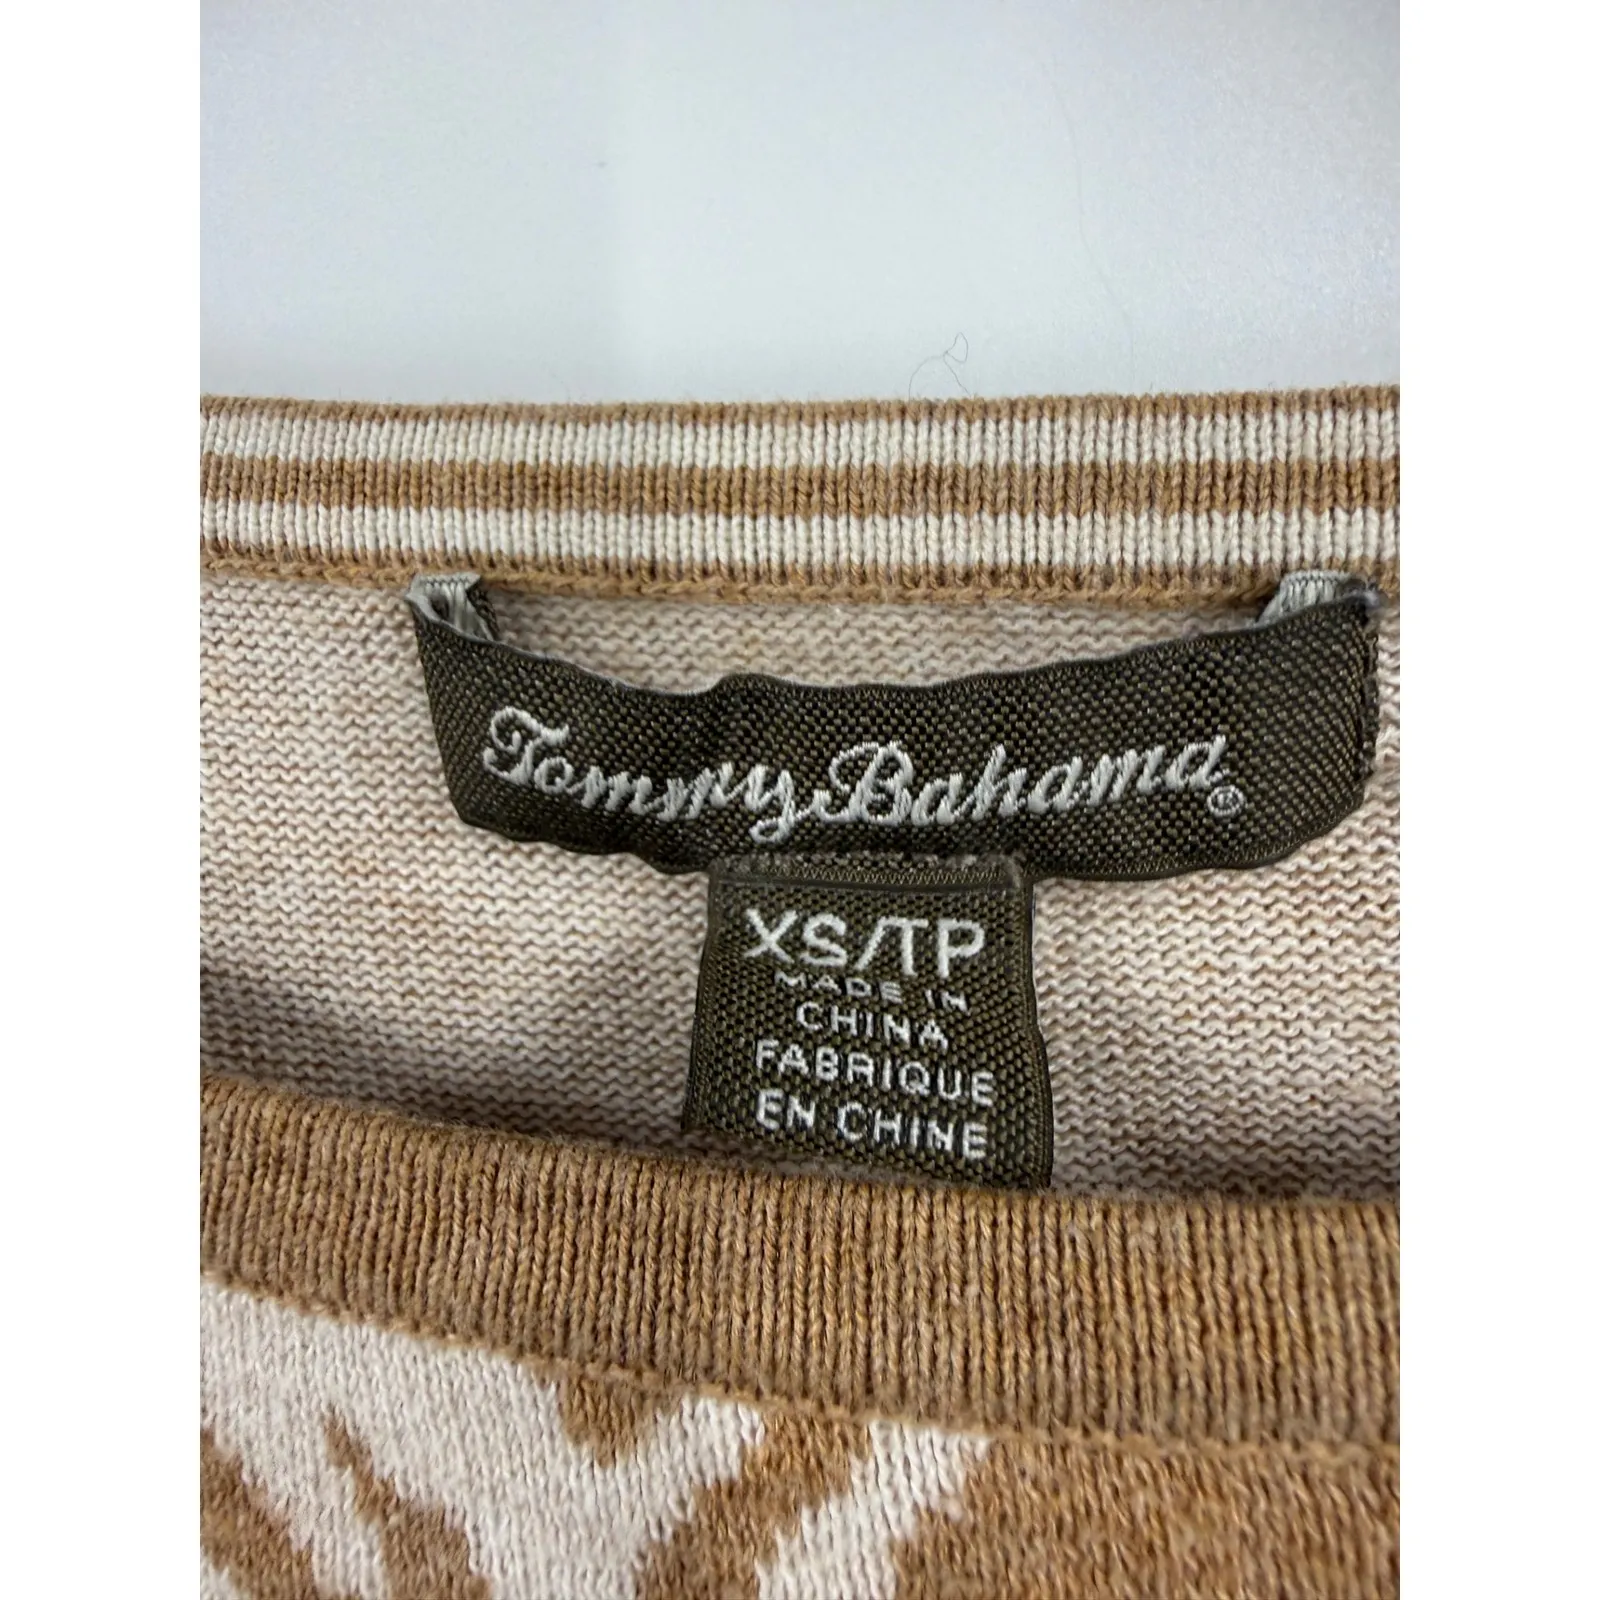 Tommy Bahama®
XS/TP
MADE IN
CHINA
FABRIQUE
EN CHINE